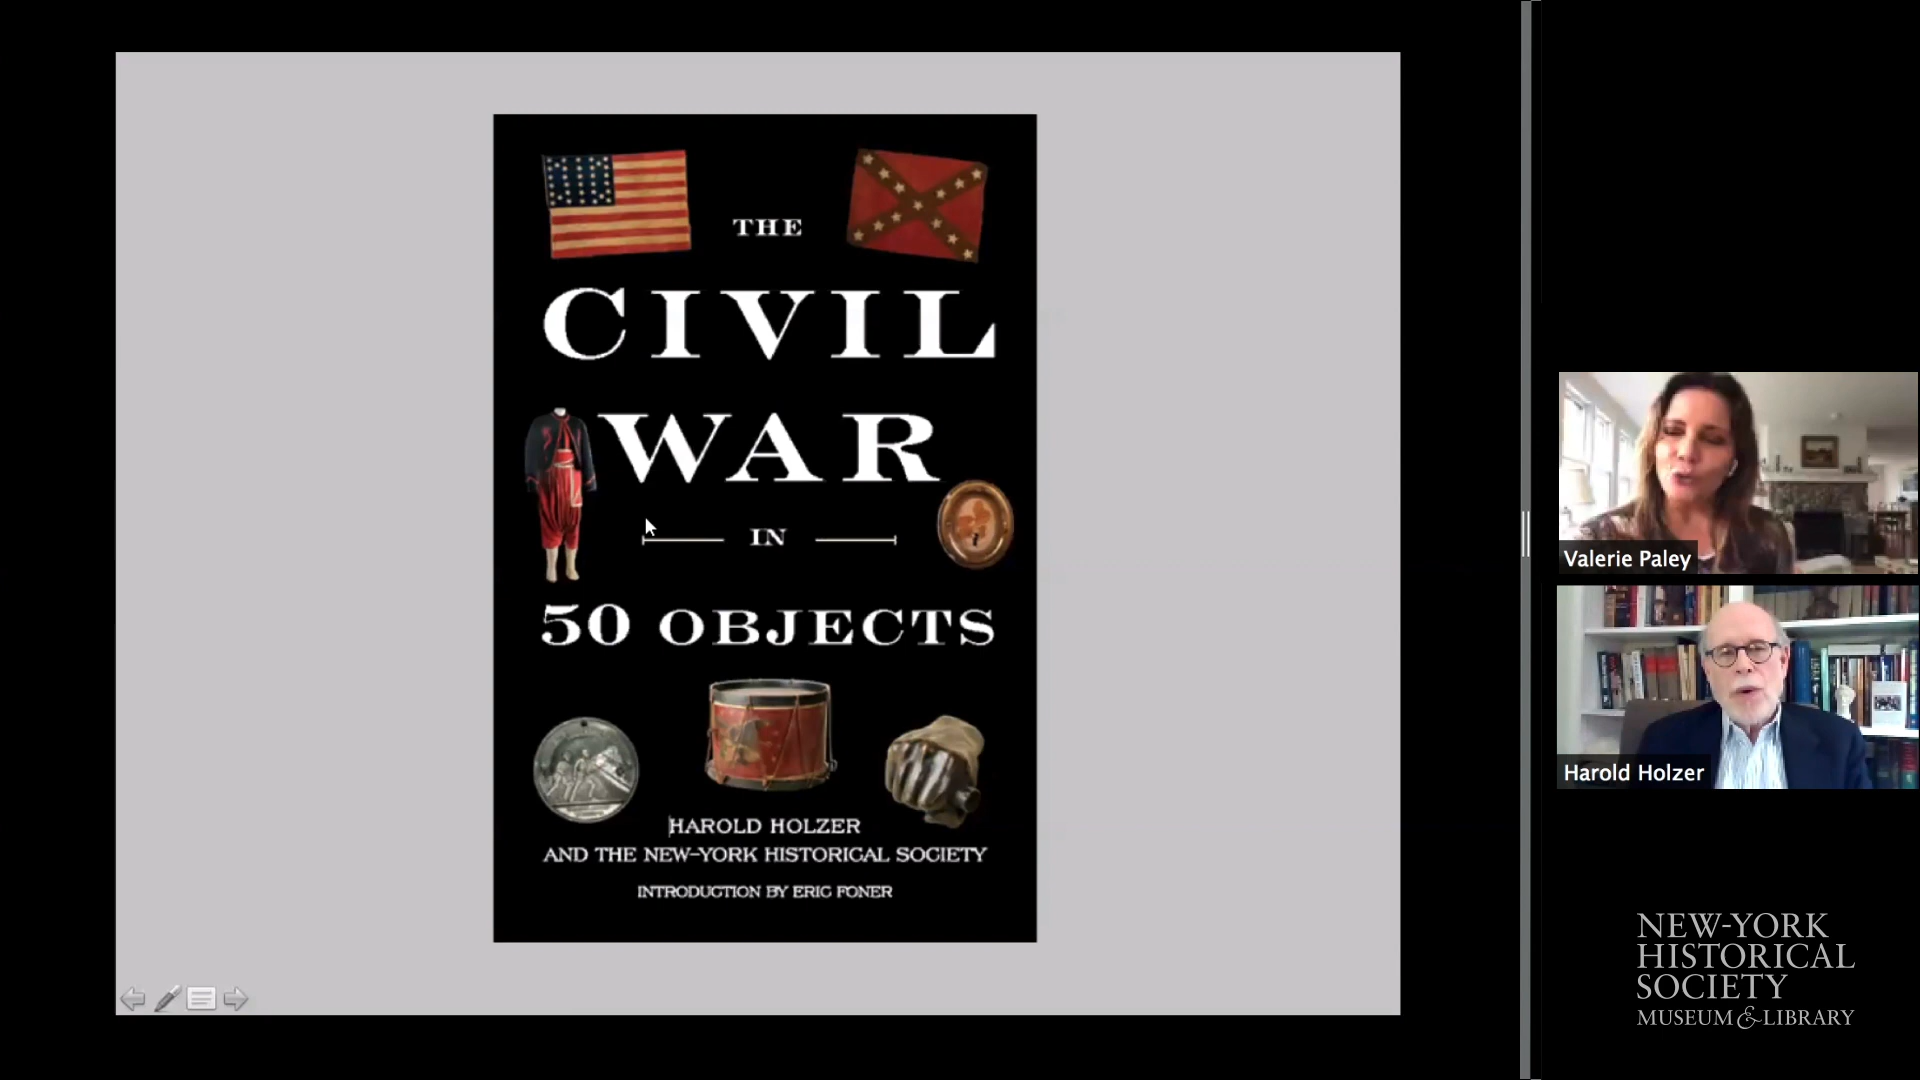 THE
CIVIL
WAR
IN
50 OBJECTS
HAROLD HOLZER
AND THE NEW-YORK HISTORICAL SOCIETY
INTRODUCTION BY ERIC FONER
Valerie Paley
Harold Holzer
NEW-YORK
HISTORICAL
SOCIETY
MUSEUM & LIBRARY